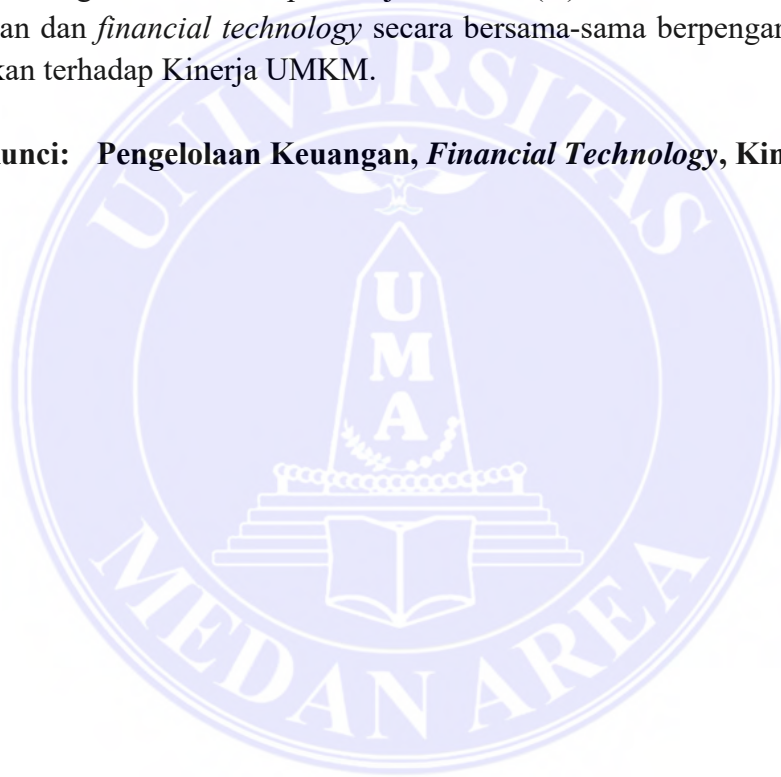 an dan financial technology secara bersama-sama berpengar
kan terhadap Kinerja UMKM.
unci: Pengelolaan Keuangan, Financial Technology, Kin
UNIVERSITAS
U
M
A
MEDAN AREA